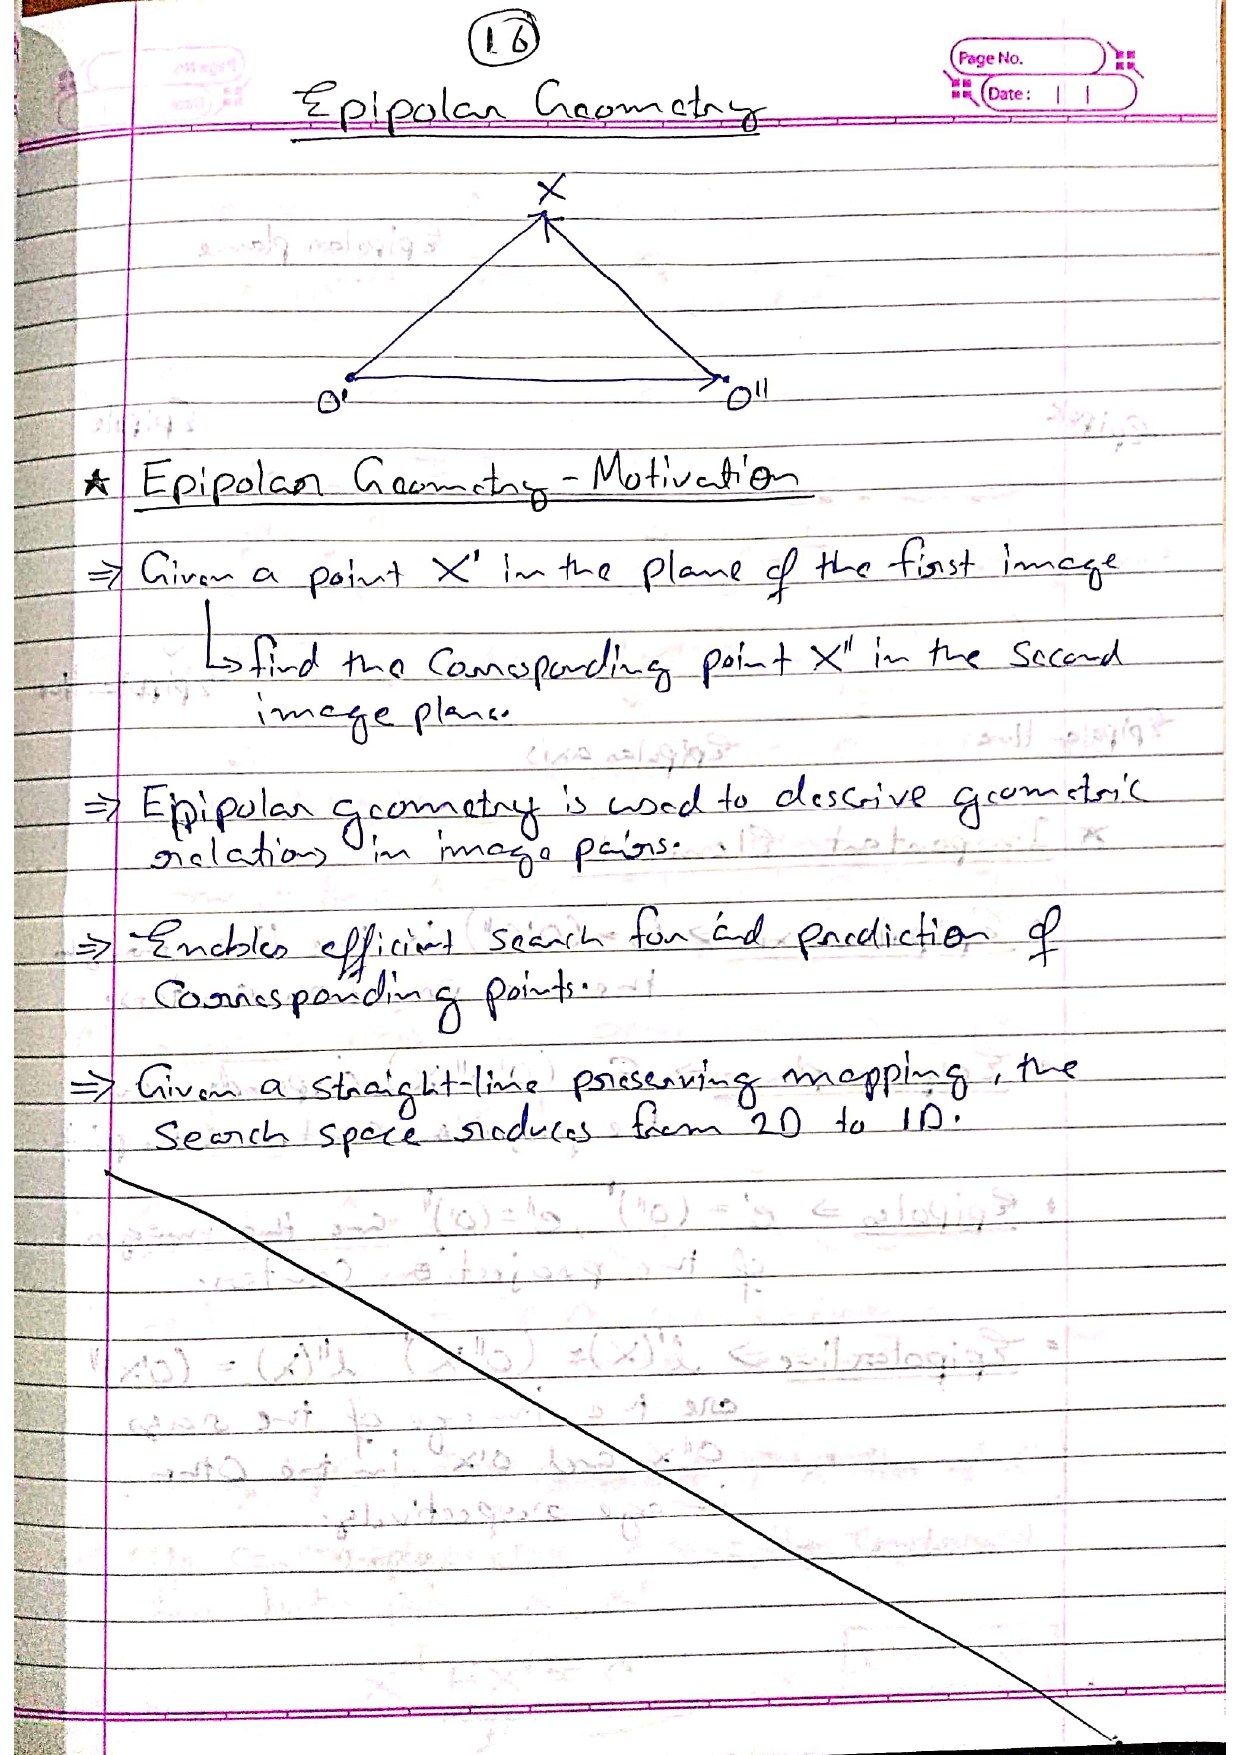 16
Page No.
Date:
Epipolar Geometry
X
O'
O"
★ Epipolar Geometry - Motivation
⇒ Given a point X' in the plane of the first image
↳ find the Corresponding point X" in the second
image plane.
⇒ Epipolar geometry is used to descrive geometric
relations in image pairs.
⇒ Enables efficient search for and prediction of
Corresponding points.
⇒ Given a straight-line preserving mapping, the
search space reduces from 2D to 1D.